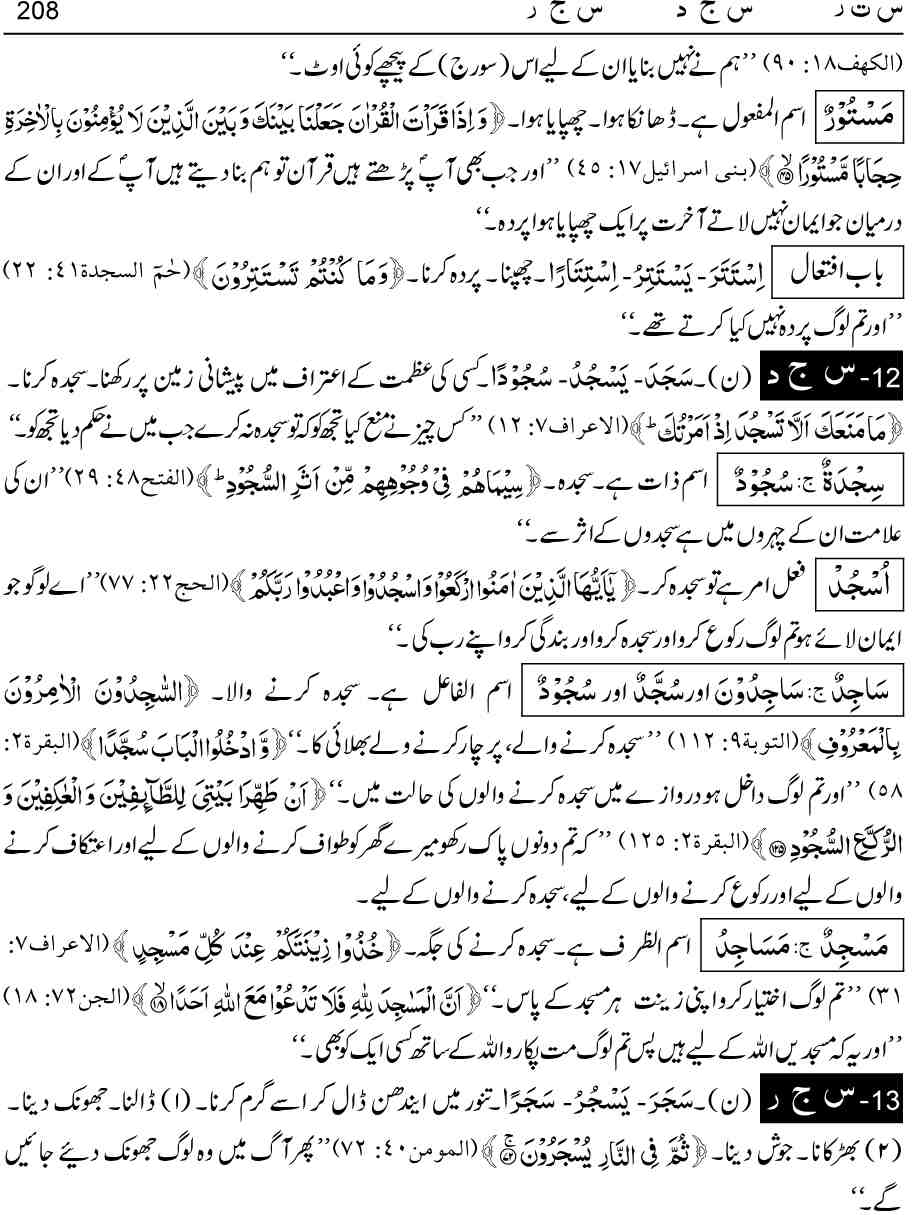 س ت ر س ج د س ج ر 208
(الکھف۱۸: ۹۰) ’’ہم نے نہیں بنایا ان کے لیے اس (سورج) کے پیچھے کوئی اوٹ۔‘‘
مَسْتُوْرٌ اسم المفعول ہے۔ ڈھانکا ہوا۔ چھپایا ہوا۔ ﴿وَ اِذَا قَرَاْتَ الْقُرْاٰنَ جَعَلْنَا بَيْنَكَ وَ بَيْنَ الَّذِيْنَ لَا يُؤْمِنُوْنَ بِالْاٰخِرَةِ
حِجَابًا مَّسْتُوْرًا ۙ۴۵﴾ (بنی اسرائیل۱۷: ۴۵) ’’اور جب بھی آپؐ پڑھتے ہیں قرآن تو ہم بنا دیتے ہیں آپؐ کے اور ان کے
درمیان جو ایمان نہیں لاتے آخرت پر ایک چھپایا ہوا پردہ۔‘‘
باب افتعال اِسْتَتَرَ- يَسْتَتِرُ- اِسْتِتَارًا۔ چھپنا۔ پردہ کرنا۔ ﴿وَمَا كُنْتُمْ تَسْتَتِرُوْنَ﴾ (حٰمٓ السجدة۴۱: ۲۲)
’’اور تم لوگ پردہ نہیں کیا کرتے تھے۔‘‘
12- س ج د (ن)۔ سَجَدَ- يَسْجُدُ- سُجُوْدًا۔ کسی کی عظمت کے اعتراف میں پیشانی زمین پر رکھنا۔ سجدہ کرنا۔
﴿مَا مَنَعَكَ اَلَّا تَسْجُدَ اِذْ اَمَرْتُكَ ؕ﴾ (الاعراف۷: ۱۲) ’’کس چیز نے منع کیا تجھ کو کہ تو سجدہ نہ کرے جب میں نے حکم دیا تجھ کو۔‘‘
سِجْدَةٌ ج: سُجُوْدٌ اسم ذات ہے۔ سجدہ۔ ﴿سِيْمَاهُمْ فِيْ وُجُوْهِهِمْ مِّنْ اَثَرِ السُّجُوْدِ ؕ﴾ (الفتح۴۸: ۲۹) ’’ان کی
علامت ان کے چہروں میں ہے سجدوں کے اثر سے۔‘‘
اُسْجُدْ فعل امر ہے تو سجدہ کر۔ ﴿يٰۤاَيُّهَا الَّذِيْنَ اٰمَنُوا ارْكَعُوْا وَ اسْجُدُوْا وَ اعْبُدُوْا رَبَّكُمْ﴾ (الحج۲۲: ۷۷) ’’اے لوگو جو
ایمان لائے ہو تم لوگ رکوع کرو اور سجدہ کرو اور بندگی کرو اپنے رب کی۔‘‘
سَاجِدٌ ج: سَاجِدُوْنَ اور سُجَّدٌ اور سُجُوْدٌ اسم الفاعل ہے۔ سجدہ کرنے والا۔ ﴿السّٰجِدُوْنَ الْاٰمِرُوْنَ
بِالْمَعْرُوْفِ﴾ (التوبة۹: ۱۱۲) ’’سجدہ کرنے والے، پرچار کرنے ولے بھلائی کا۔‘‘ ﴿وَّ ادْخُلُوا الْبَابَ سُجَّدًا﴾ (البقرة۲:
۵۸) ’’اور تم لوگ داخل ہو دروازے میں سجدہ کرنے والوں کی حالت میں۔‘‘ ﴿اَنْ طَهِّرَا بَيْتِيَ لِلطَّآىِٕفِيْنَ وَ الْعٰكِفِيْنَ وَ
الرُّكَّعِ السُّجُوْدِ ۱۲۵﴾ (البقرة۲: ۱۲۵) ’’کہ تم دونوں پاک رکھو میرے گھر کو طواف کرنے والوں کے لیے اور اعتکاف کرنے
والوں کے لیے اور رکوع کرنے والوں کے لیے، سجدہ کرنے والوں کے لیے۔
مَسْجِدٌ ج: مَسَاجِدُ اسم الظرف ہے۔ سجدہ کرنے کی جگہ۔ ﴿خُذُوْا زِيْنَتَكُمْ عِنْدَ كُلِّ مَسْجِدٍ﴾ (الاعراف۷:
۳۱) ’’تم لوگ اختیار کرو اپنی زینت ہر مسجد کے پاس۔‘‘ ﴿اَنَّ الْمَسٰجِدَ لِلّٰهِ فَلَا تَدْعُوْا مَعَ اللّٰهِ اَحَدًا ۙ۱۸﴾ (الجن۷۲: ۱۸)
’’اور یہ کہ مسجدیں اللہ کے لیے ہیں پس تم لوگ مت پکارو اللہ کے ساتھ کسی ایک کو بھی۔‘‘
13- س ج ر (ن)۔ سَجَرَ- يَسْجُرُ- سَجَرًا۔ تنور میں ایندھن ڈال کر اسے گرم کرنا۔ (۱) ڈالنا۔ جھونک دینا۔
(۲) بھڑکانا۔ جوش دینا۔ ﴿ثُمَّ فِي النَّارِ يُسْجَرُوْنَ ۚ۷۲﴾ (المومن۴۰: ۷۲) ’’پھر آگ میں وہ لوگ جھونک دیئے جائیں
گے۔‘‘